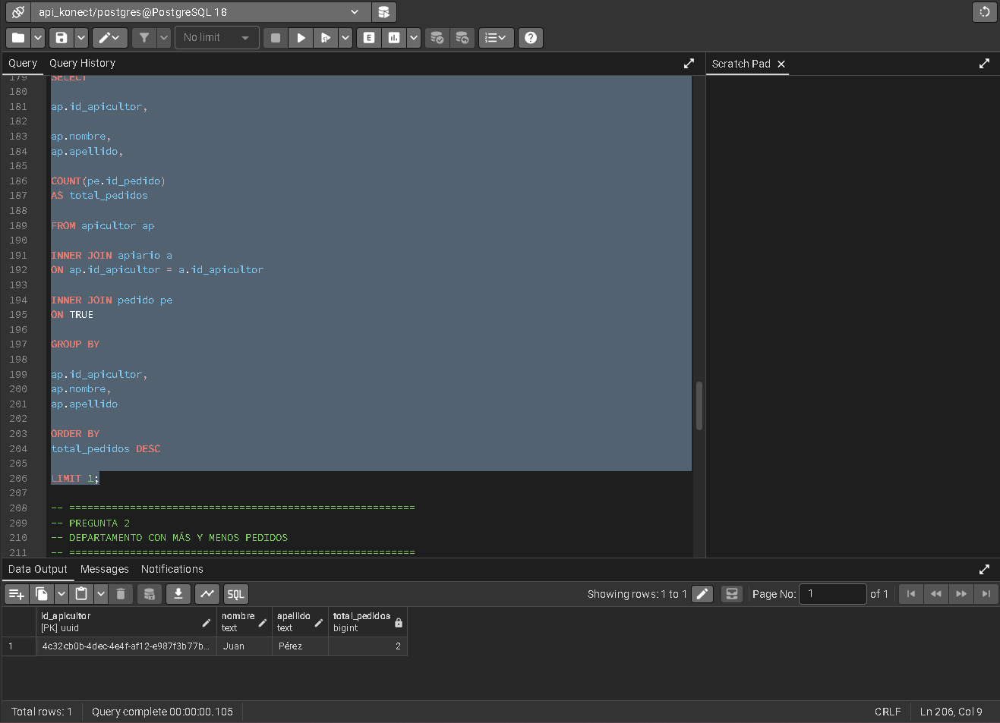 api_konect/postgres@PostgreSQL 18
No limit
E
Query Query History
Scratch Pad
179 SELECT
180
181 ap.id_apicultor,
182
183 ap.nombre,
184 ap.apellido,
185
186 COUNT(pe.id_pedido)
187 AS total_pedidos
188
189 FROM apicultor ap
190
191 INNER JOIN apiario a
192 ON ap.id_apicultor = a.id_apicultor
193
194 INNER JOIN pedido pe
195 ON TRUE
196
197 GROUP BY
198
199 ap.id_apicultor,
200 ap.nombre,
201 ap.apellido
202
203 ORDER BY
204 total_pedidos DESC
205
206 LIMIT 1;
207
208 -- =========================================================
209 -- PREGUNTA 2
210 -- DEPARTAMENTO CON MÁS Y MENOS PEDIDOS
211 -- =========================================================
Data Output Messages Notifications
SQL
Showing rows: 1 to 1
Page No: 1 of 1
id_apicultor nombre apellido total_pedidos
[PK] uuid text text bigint
1 4c32cb0b-4dec-4e4f-af12-e987f3b77b... Juan Pérez 2
Total rows: 1 Query complete 00:00:00.105
CRLF Ln 206, Col 9